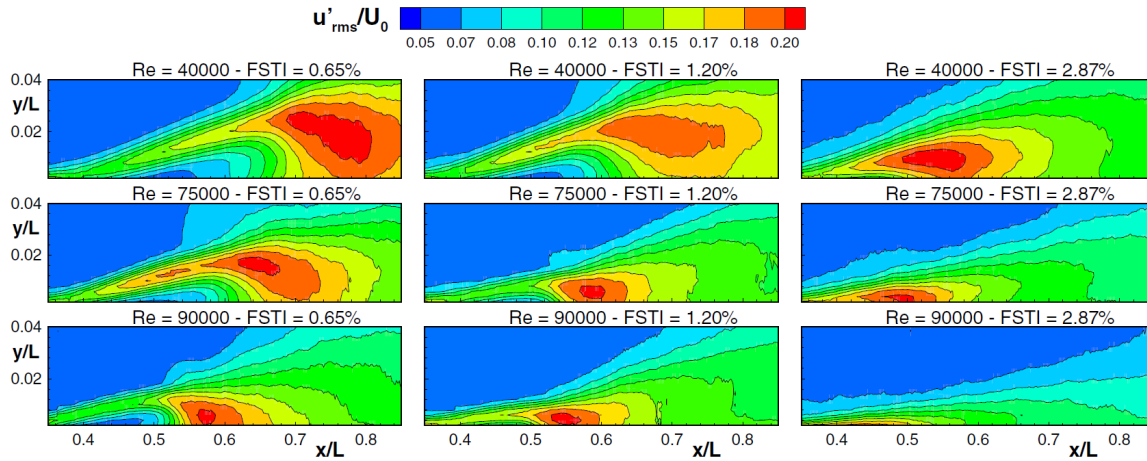 u'rms/U0
0.05 0.07 0.08 0.10 0.12 0.13 0.15 0.17 0.18 0.20
Re = 40000 - FSTI = 0.65% Re = 40000 - FSTI = 1.20% Re = 40000 - FSTI = 2.87%
0.04
y/L
0.02
Re = 75000 - FSTI = 0.65% Re = 75000 - FSTI = 1.20% Re = 75000 - FSTI = 2.87%
0.04
y/L
0.02
Re = 90000 - FSTI = 0.65% Re = 90000 - FSTI = 1.20% Re = 90000 - FSTI = 2.87%
0.04
y/L
0.02
0.4 0.5 0.6 0.7 0.8 0.4 0.5 0.6 0.7 0.8 0.4 0.5 0.6 0.7 0.8
x/L x/L x/L